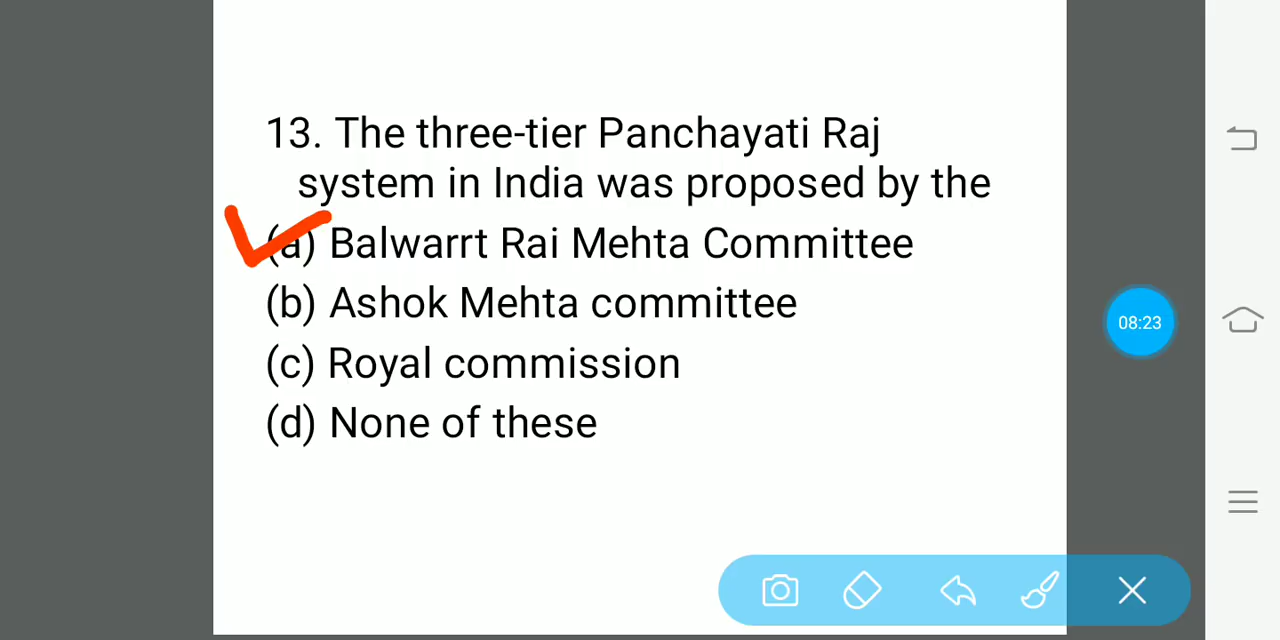 13. The three-tier Panchayati Raj
system in India was proposed by the
(a) Balwarrt Rai Mehta Committee
(b) Ashok Mehta committee
08:23
(c) Royal commission
(d) None of these